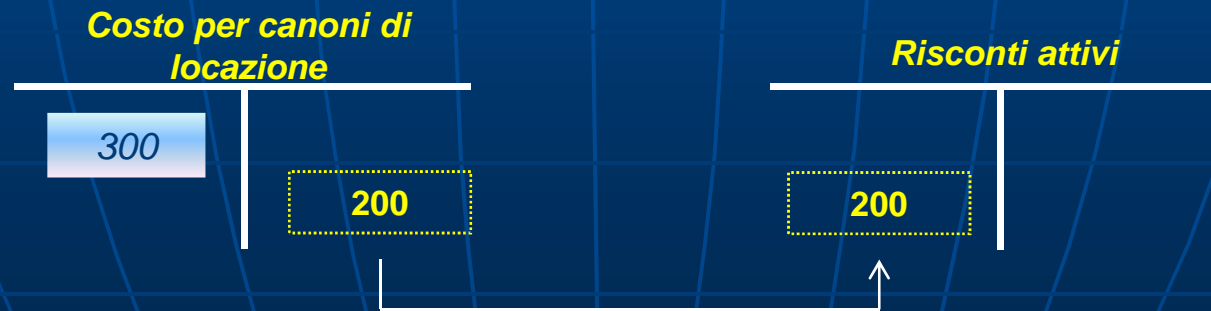 Costo per canoni di
locazione
Risconti attivi
300
200
200